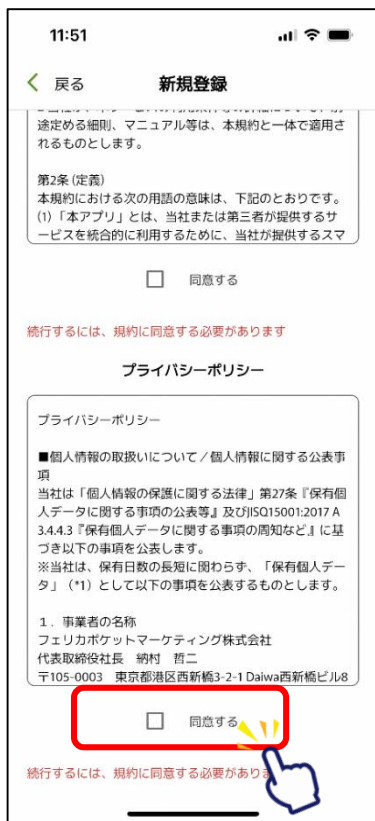 11:51
戻る
新規登録
途定める細則、マニュアル等は、本規約と一体で適用さ
れるものとします。
第2条 (定義)
本規約における次の用語の意味は、下記のとおりです。
(1)「本アプリ」とは、当社または第三者が提供するサ
ービスを統合的に利用するために、当社が提供するスマ
同意する
続行するには、規約に同意する必要があります
プライバシーポリシー
プライバシーポリシー
■個人情報の取扱いについて/個人情報に関する公表事
項
当社は「個人情報の保護に関する法律」第27条『保有個
人データに関する事項の公表等』及びJISQ15001:2017 A
3.4.4.3『保有個人データに関する事項の周知など』に基
づき以下の事項を公表します。
※当社は、保有日数の長短に関わらず、「保有個人デー
タ」(*1)として以下の事項を公表するものとします。
1．事業者の名称
フェリカポケットマーケティング株式会社
代表取締役社長 納村 哲二
〒105-0003 東京都港区西新橋3-2-1 Daiwa西新橋ビル8
同意する
続行するには、規約に同意する必要があり